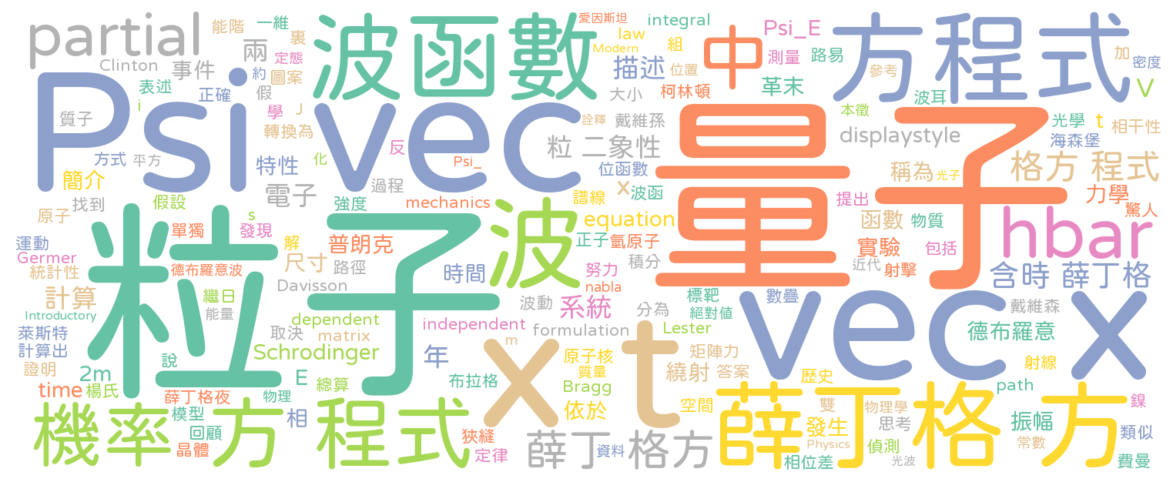 partial
能階
一維
裏
愛因斯坦
integral
Psi_E
Clinton
兩
定態
Modern
law
組
中
測量
路易
方程式
加
密度
事件
約
圖案
波函數
描述
位置
革末
參考
V
表述
正確
假
大小
柯林頓
i
學
J
本徵
波耳
質子
Psi vec
轉換為
詮釋
戴維孫
量子
光學
t
相干性
化
反
粒 二象性
displaystyle
海森堡
方式
平方
特性
Psi_
位函數
稱為
光子
格方 程式
簡介
電子
過程
x
波函
力學
找到
假設
強度
mechanics
譜線
提出
驚人
原子
s
波
equation
函數
物質
單獨
發現
運動
粒子
解
普朗克
正子
氫原子
實驗
包括
hbar
Germer
德布羅意波
尺寸
路徑
積分
近代
射擊
統計性
時間
努力
含時 薛丁格
計算
繼日
Davisson
nabla
標靶
數疊
能量
波動
系統
分為
絕對值
戴維森
Introductory
取決
dependent
independent
formulation
Lester
vec x
德布羅意
萊斯特
matrix
m
計算出
說
Schrodinger
年
x t
原子核
矩陣力
射線
證明
2m
E
總算
布拉格
質量
繞射
答案
time
楊氏
薛丁格夜
物理
Bragg
歷史
path
鎳
機率方 程式
模型
相
依於
空間
薛丁格 方
雙
物理學
振幅
回顧
狹縫
發生
思考
類似
晶體
定律
薛丁 格方
資料
Physics
偵測
常數
相位差
光波
費曼